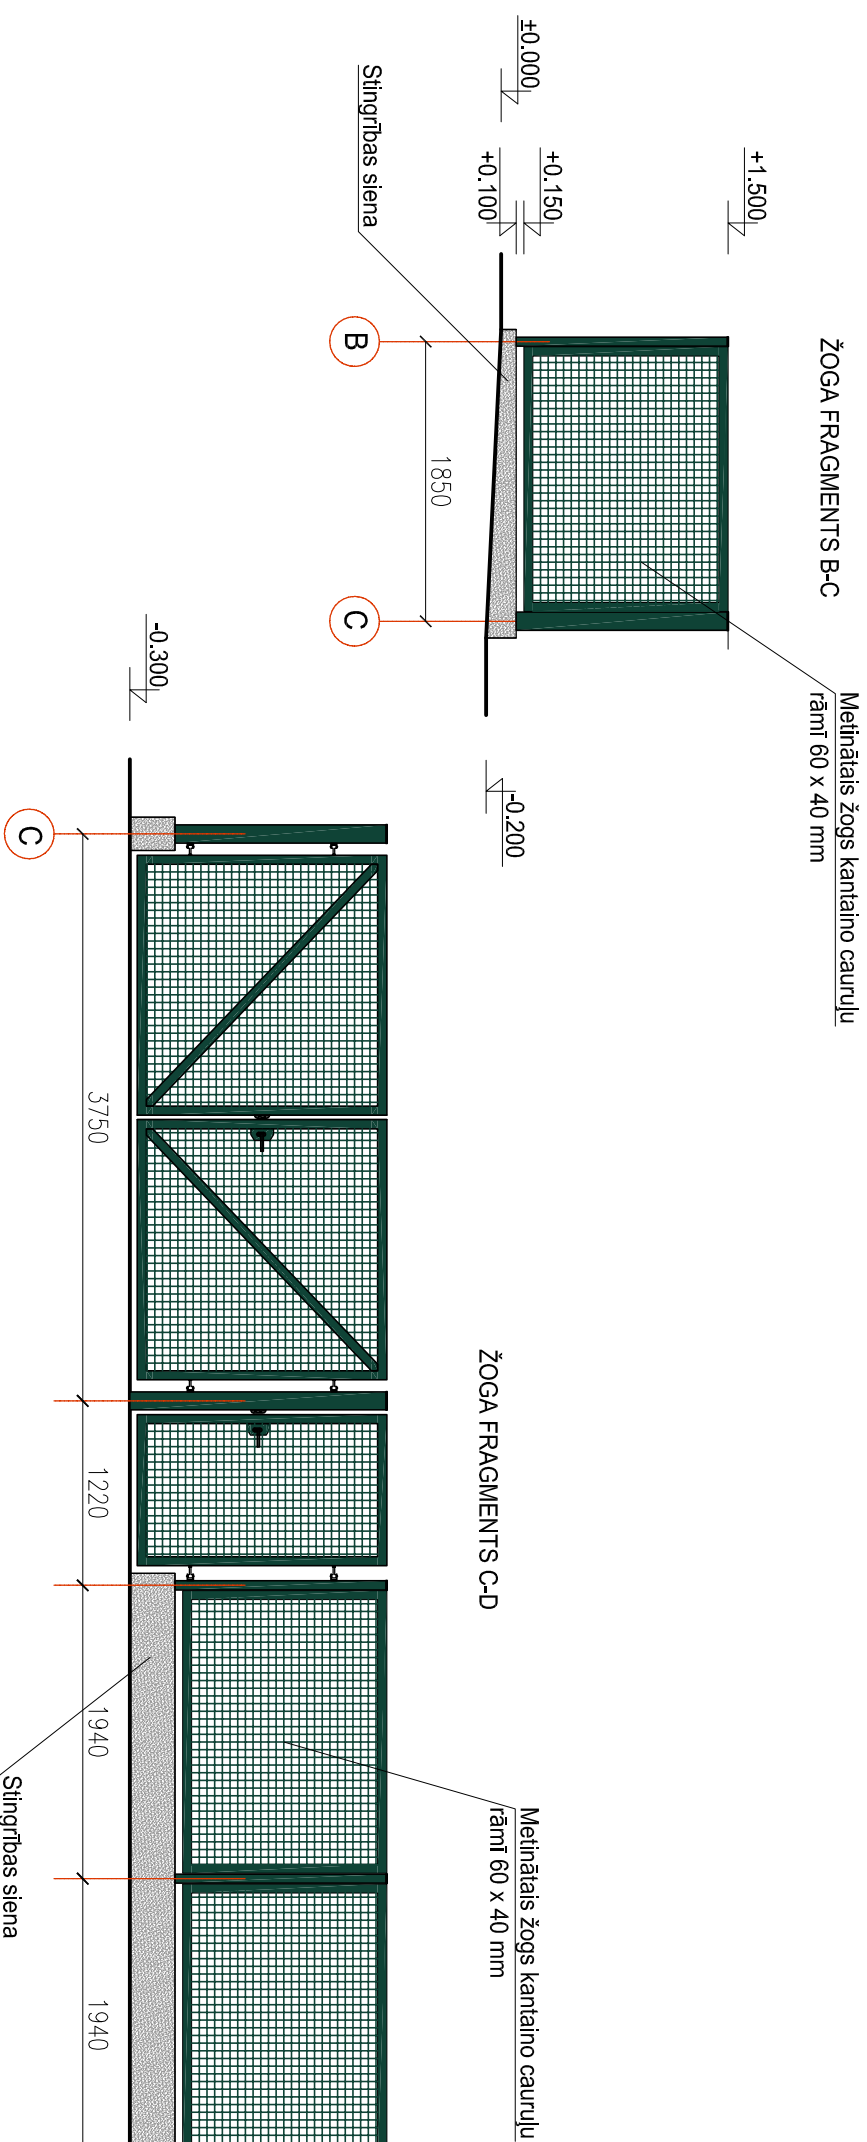 ŽOGA FRAGMENTS B-C
+1.500
+0.150
+0.100
±0.000
-0.200
Stingrības siena
Metinātais žogs kantaino cauruļu
rāmī 60 x 40 mm
1850
B
C
ŽOGA FRAGMENTS C-D
-0.300
Metinātais žogs kantaino cauruļu
rāmī 60 x 40 mm
3750
1220
1940
1940
Stingrības siena
C